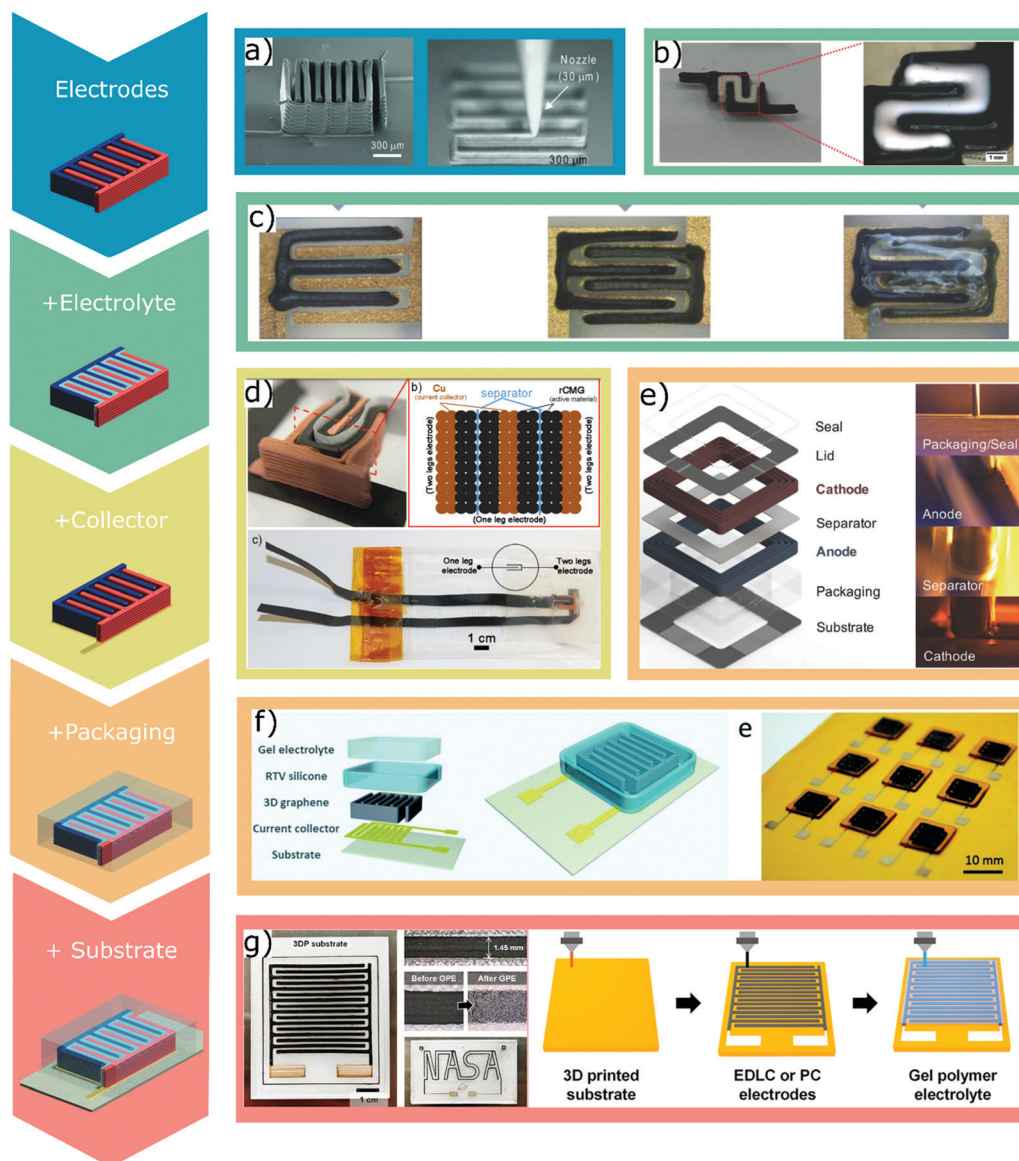 Electrodes
+Electrolyte
+Collector
+Packaging
+ Substrate
a)
300 μm
Nozzle
(30 μm)
300 μm
b)
1 mm
c)
d)
b)
Cu
(current collector)
separator
rCMG
(active material)
(Two legs electrode)
(Two legs electrode)
(One leg electrode)
c)
One leg
electrode
Two legs
electrode
1 cm
e)
Seal
Lid
Cathode
Separator
Anode
Packaging
Substrate
Packaging/Seal
Anode
Separator
Cathode
f)
Gel electrolyte
RTV silicone
3D graphene
Current collector
Substrate
e
10 mm
g)
3DP substrate
1 cm
1.45 mm
Before GPE
After GPE
NASA
3D printed
substrate
EDLC or PC
electrodes
Gel polymer
electrolyte